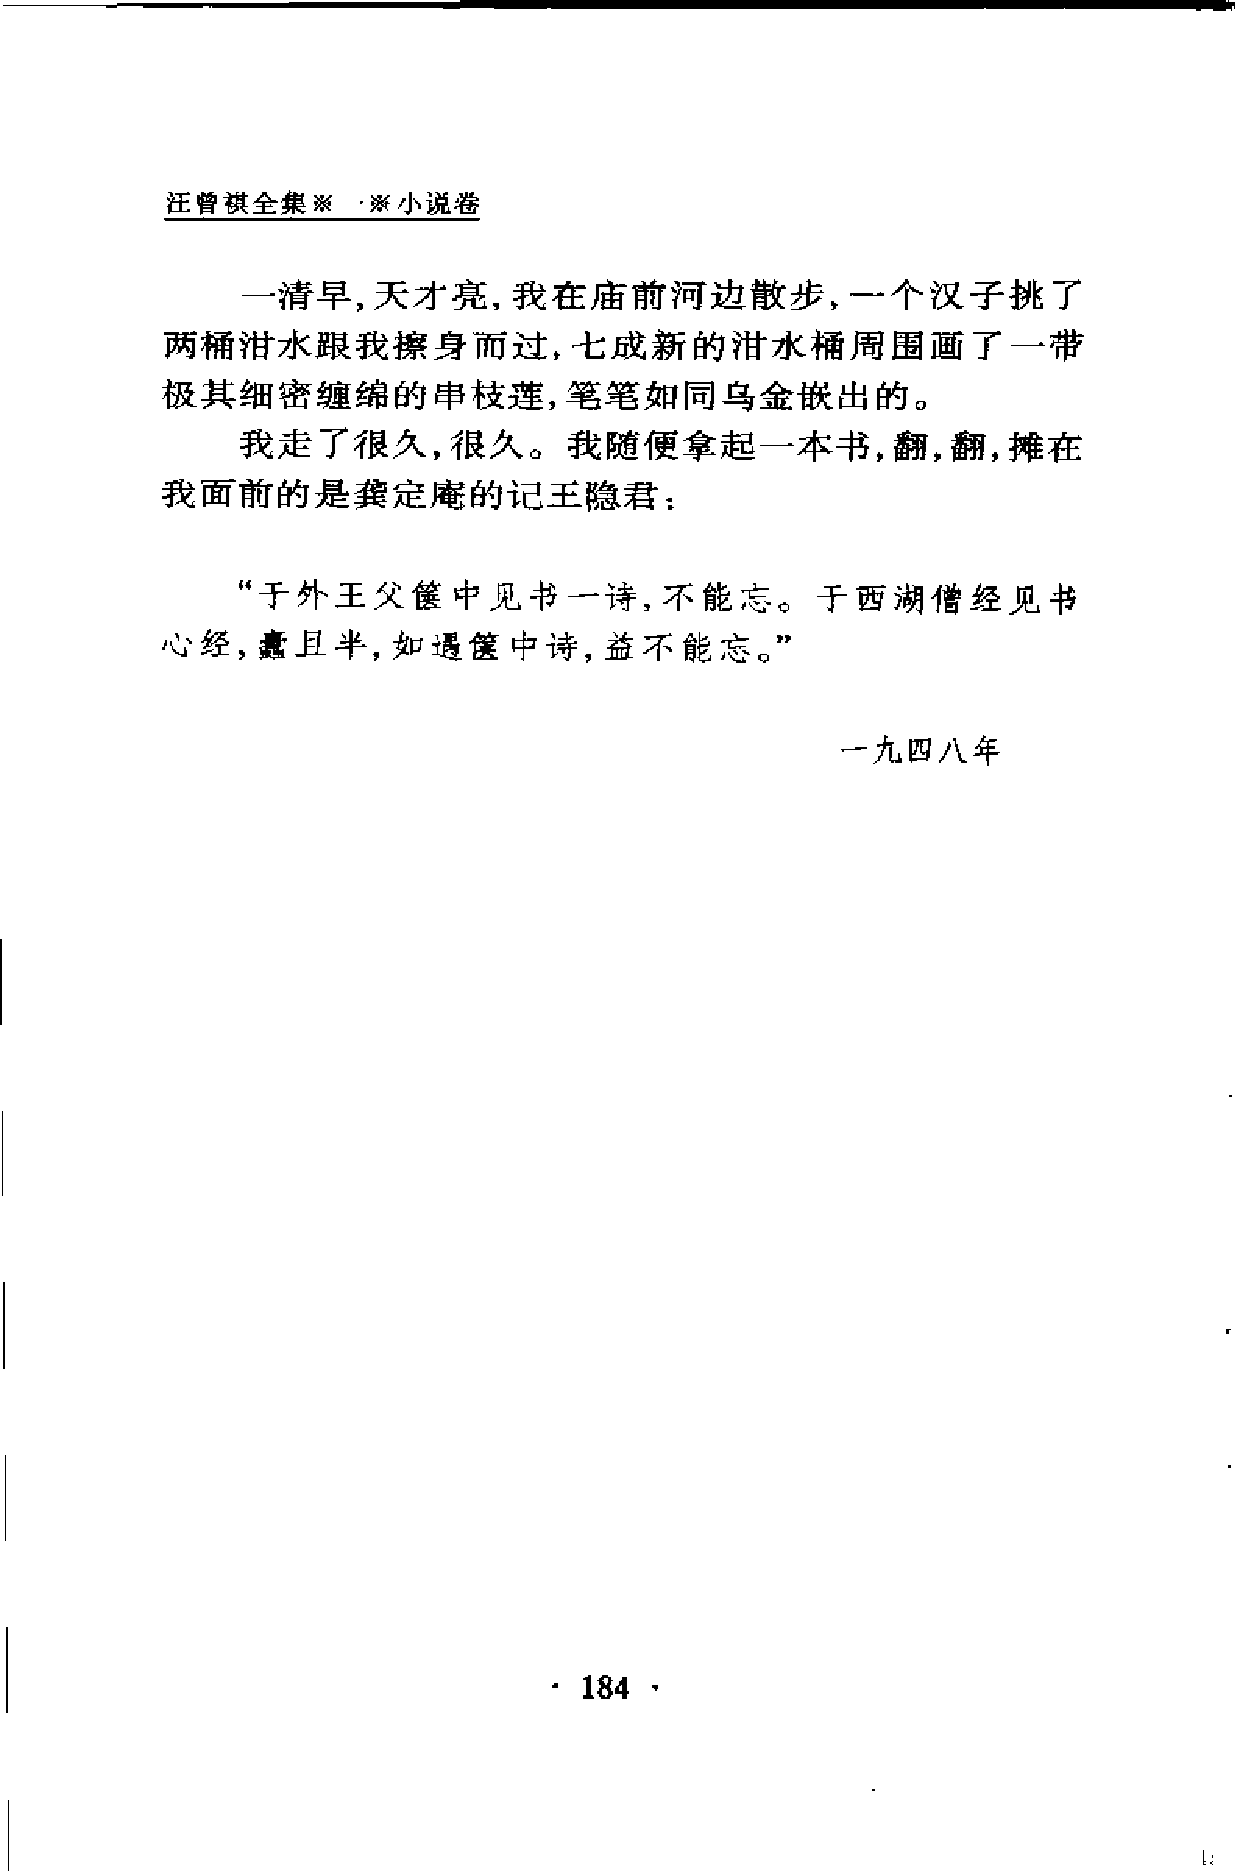 汪曾祺全集※一※小说卷
一清早，天才亮，我在庙前河边散步，一个汉子挑了
两桶泔水跟我擦身而过，七成新的泔水桶周围画了一带
极其细密缠绵的串枝莲，笔笔如同乌金嵌出的。
我走了很久，很久。我随便拿起一本书，翻，翻，摊在
我面前的是龚定庵的记王隐君：
“于外王父箧中见书一诗，不能忘。于西湖僧经见书
心经，蠹且半，如遇箧中诗，益不能忘。”
一九四八年
· 184 ·